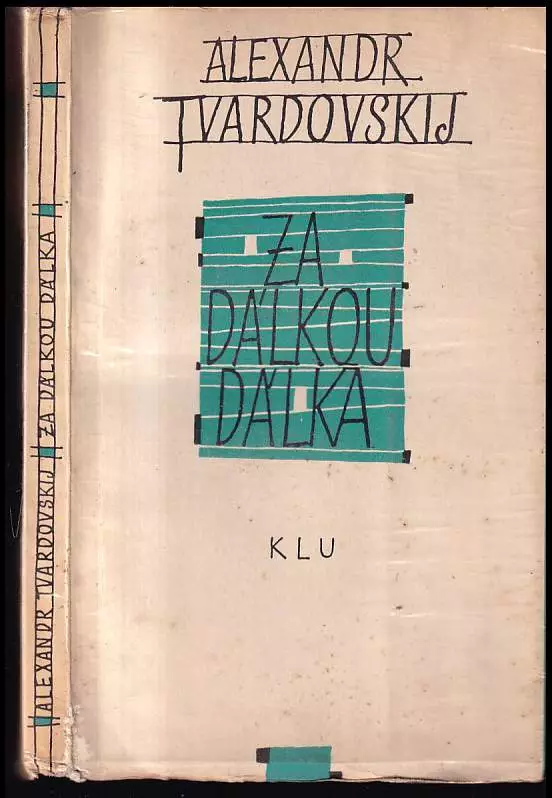 ALEXANDR
TVARDOVSKIJ
ZA
DÁLKOU
DÁLKA
KLU
ALEXANDR TVARDOVSKIJ ZA DÁLKOU DÁLKA